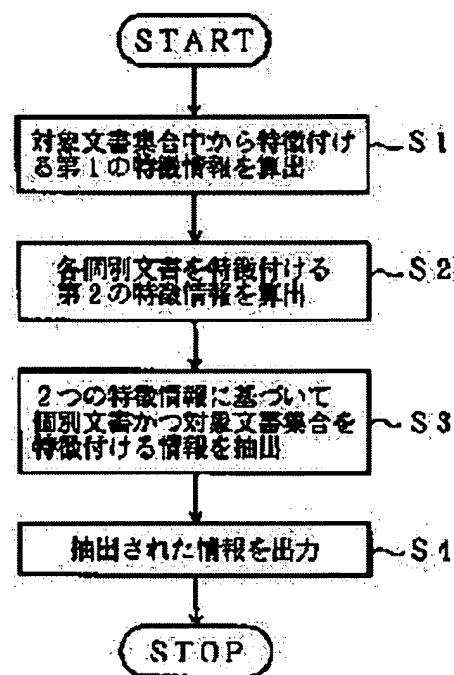 START
対象文書集合中から特徴付け
る第1の特徴情報を算出
S1
各個別文書を特徴付ける
第2の特徴情報を算出
S2
2つの特徴情報に基づいて
個別文書かつ対象文書集合を
特徴付ける情報を抽出
S3
抽出された情報を出力
S4
STOP